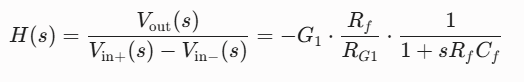 H(s) = \frac{V_{\text{out}}(s)}{V_{\text{in+}}(s) - V_{\text{in-}}(s)} = -G_1 \cdot \frac{R_f}{R_{G1}} \cdot \frac{1}{1 + sR_fC_f}